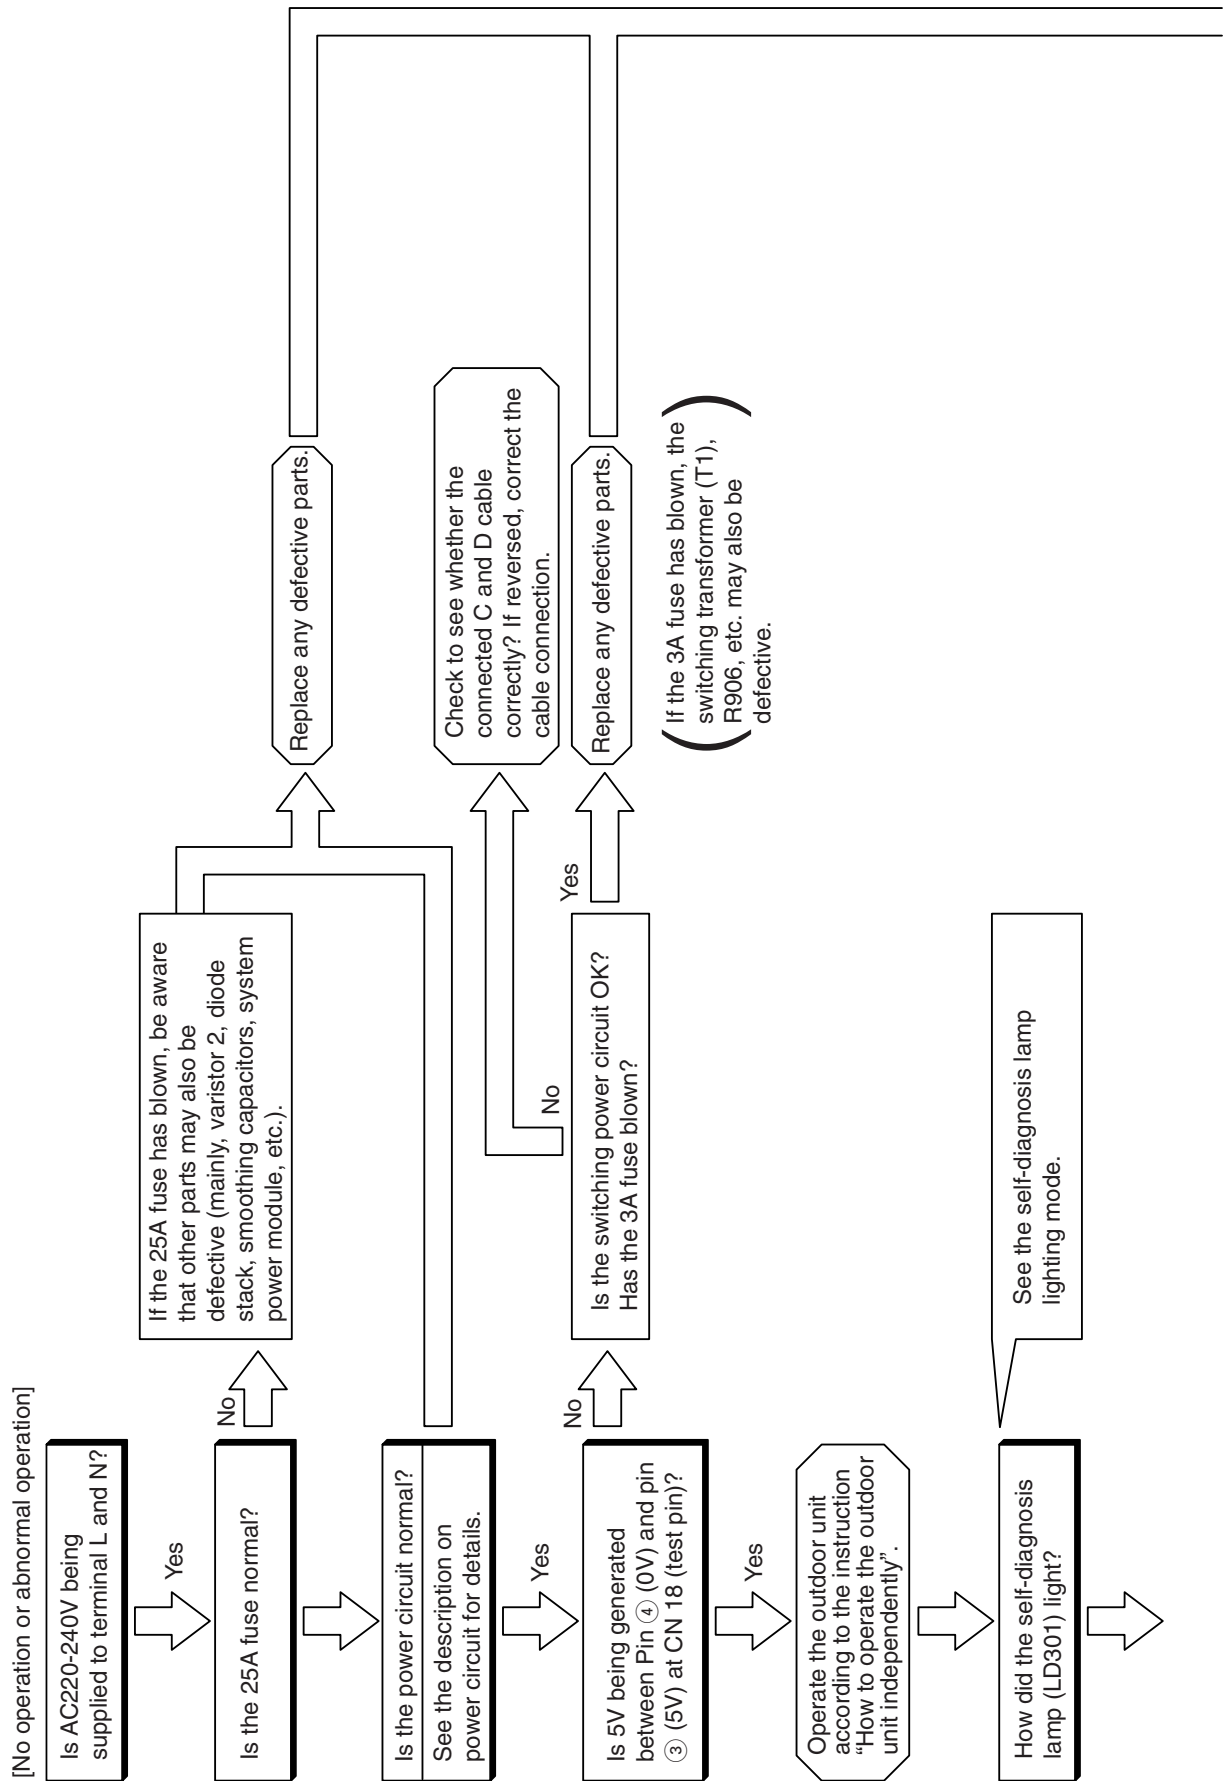 [No operation or abnormal operation]
Is AC220-240V being
supplied to terminal L and N?
Yes
Is the 25A fuse normal?
No
If the 25A fuse has blown, be aware
that other parts may also be
defective (mainly, varistor 2, diode
stack, smoothing capacitors, system
power module, etc.).
Replace any defective parts.
Is the power circuit normal?
See the description on
power circuit for details.
Yes
Is 5V being generated
between Pin ④ (0V) and pin
③ (5V) at CN 18 (test pin)?
No
Is the switching power circuit OK?
Has the 3A fuse blown?
No
Check to see whether the
connected C and D cable
correctly? If reversed, correct the
cable connection.
Yes
Replace any defective parts.
If the 3A fuse has blown, the
switching transformer (T1),
R906, etc. may also be
defective.
Yes
Operate the outdoor unit
according to the instruction
“How to operate the outdoor
unit independently”.
How did the self-diagnosis
lamp (LD301) light?
See the self-diagnosis lamp
lighting mode.